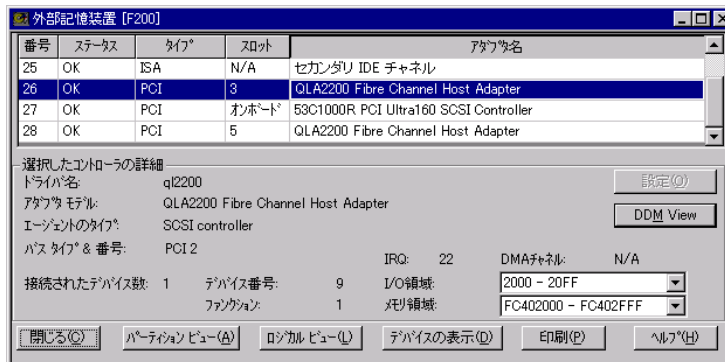 外部記憶装置 [F200]
番号 ステータス ﾀｲﾌﾟ スロット ｱﾀﾞﾌﾟﾀ名
25 OK ISA N/A セカンダリ IDE チャネル
26 OK PCI 3 QLA2200 Fibre Channel Host Adapter
27 OK PCI ｵﾝﾎﾞｰﾄﾞ 53C1000R PCI Ultra160 SCSI Controller
28 OK PCI 5 QLA2200 Fibre Channel Host Adapter
選択したｺﾝﾄﾛｰﾗの詳細
ﾄﾞﾗｲﾊﾞ名: ql2200
ｱﾀﾞﾌﾟﾀ ﾓﾃﾞﾙ: QLA2200 Fibre Channel Host Adapter
ｴｰｼﾞｪﾝﾄのﾀｲﾌﾟ: SCSI controller
ﾊﾞｽ ﾀｲﾌﾟ & 番号: PCI 2
設定(O)
DDM View
IRQ: 22 DMAﾁｬﾈﾙ: N/A
接続されたﾃﾞﾊﾞｲｽ数: 1 ﾃﾞﾊﾞｲｽ番号: 9 I/O領域: 2000 - 20FF
ﾌｧﾝｸｼｮﾝ: 1 ﾒﾓﾘ領域: FC402000 - FC402FFF
閉じる(C) ﾊﾟｰﾃｨｼｮﾝ ﾋﾞｭｰ(A) ﾛｼﾞｶﾙ ﾋﾞｭｰ(L) ﾃﾞﾊﾞｲｽの表示(D) 印刷(P) ﾍﾙﾌﾟ(H)